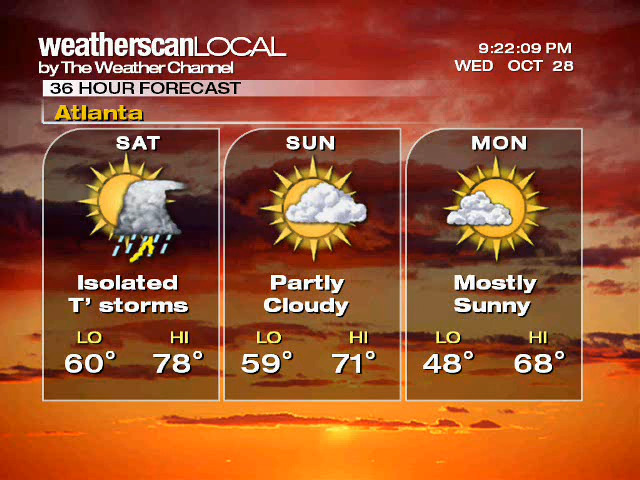 weatherscanLOCAL
by The Weather Channel
9:22:09 PM
WED OCT 28
36 HOUR FORECAST
Atlanta
SAT
Isolated
T' storms
LO HI
60° 78°
SUN
Partly
Cloudy
LO HI
59° 71°
MON
Mostly
Sunny
LO HI
48° 68°